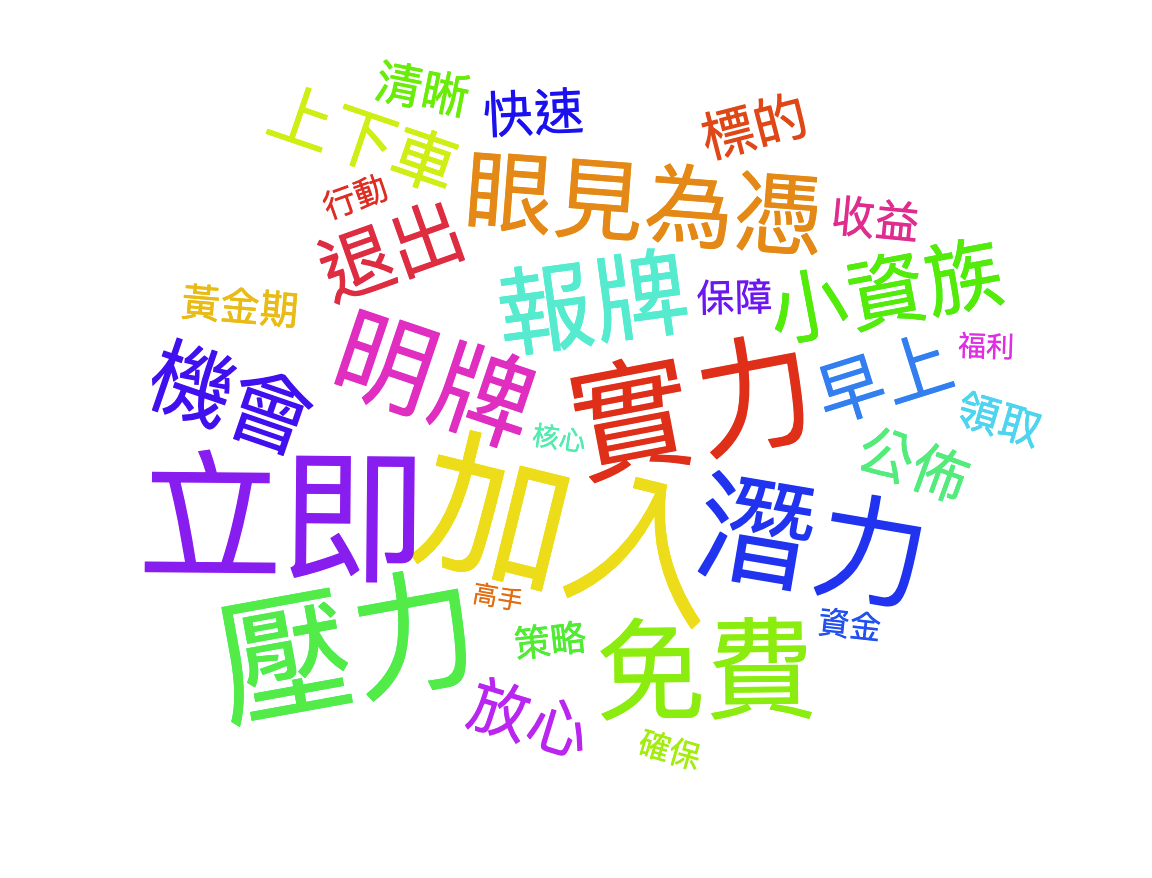 清晰
快速
標的
上下車
眼見為憑
行動
收益
退出
報牌
保障
小資族
黃金期
明牌
實力
早上
福利
機會
核心
領取
公佈
立即
加入
潛力
壓力
高手
策略
免費
資金
放心
確保